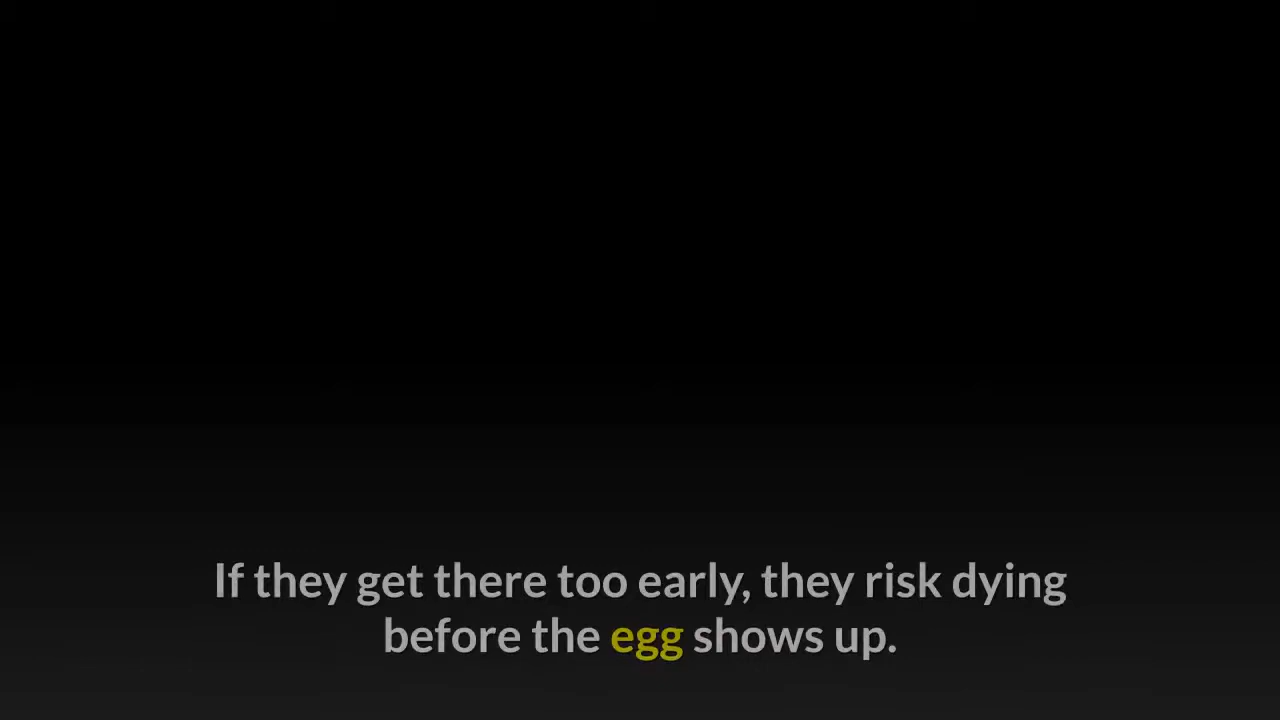 If they get there too early, they risk dying
before the egg shows up.